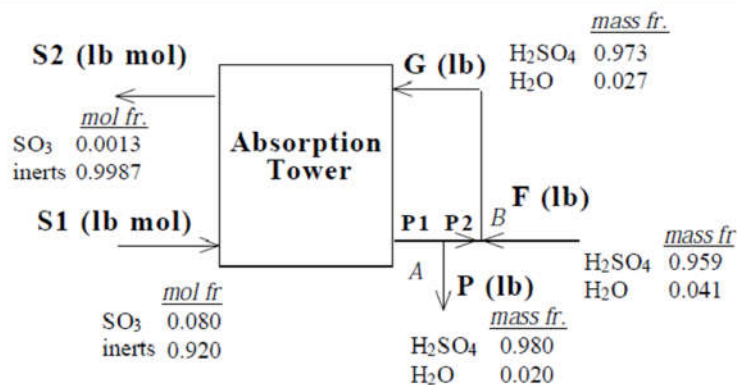 mass fr.
S2 (lb mol)
G (lb)
H₂SO₄ 0.973
H₂O 0.027
mol fr.
SO₃ 0.0013
inerts 0.9987
Absorption
Tower
S1 (lb mol)
P1 P2 B
F (lb)
mass fr
H₂SO₄ 0.959
H₂O 0.041
A
P (lb)
mol fr
SO₃ 0.080
inerts 0.920
mass fr.
H₂SO₄ 0.980
H₂O 0.020